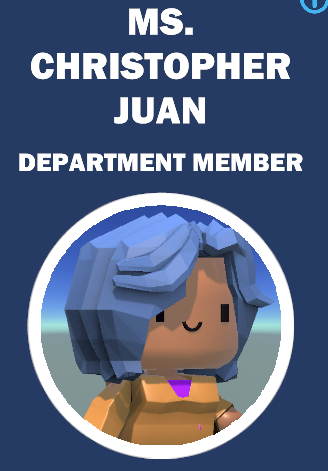 MS.
CHRISTOPHER
JUAN
DEPARTMENT MEMBER